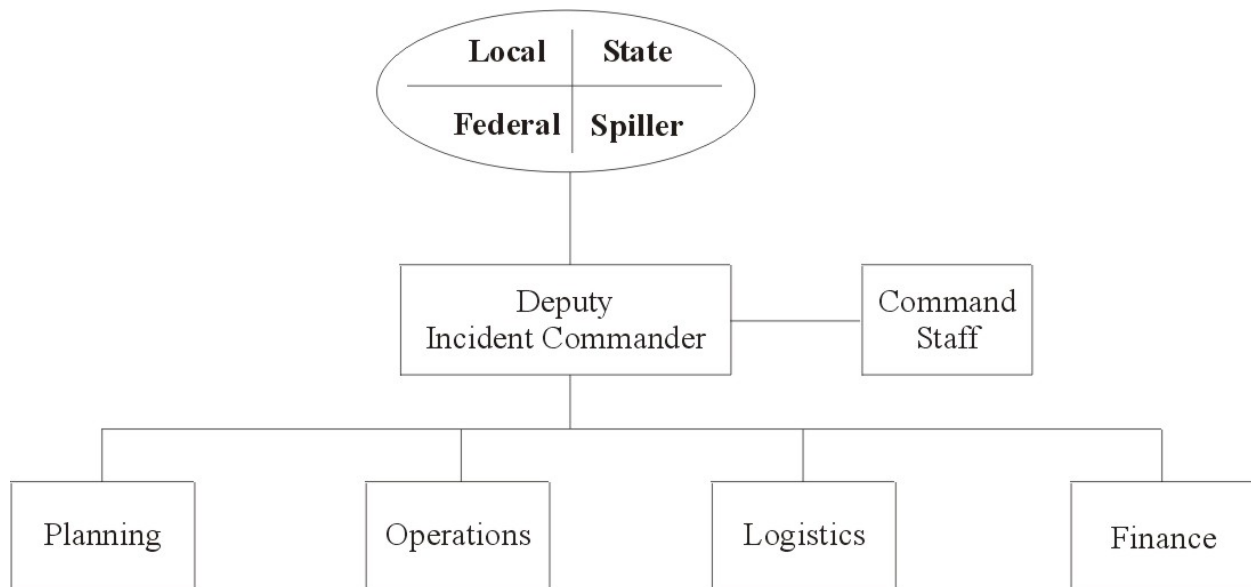 Local State
Federal Spiller
Deputy
Incident Commander
Command
Staff
Planning
Operations
Logistics
Finance